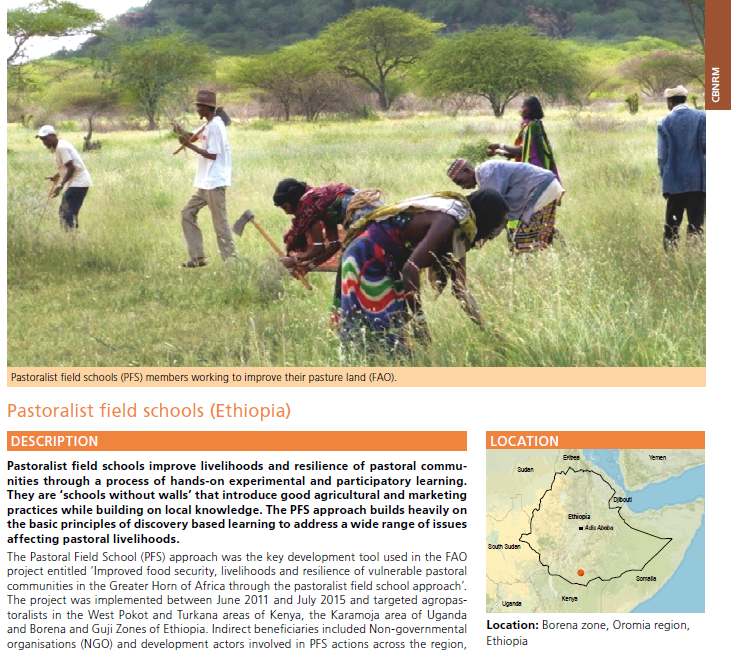 CBNRM
Pastoralist field schools (PFS) members working to improve their pasture land (FAO).
Pastoralist field schools (Ethiopia)
DESCRIPTION
Pastoralist field schools improve livelihoods and resilience of pastoral commu-
nities through a process of hands-on experimental and participatory learning.
They are ‘schools without walls’ that introduce good agricultural and marketing
practices while building on local knowledge. The PFS approach builds heavily on
the basic principles of discovery based learning to address a wide range of issues
affecting pastoral livelihoods.
The Pastoral Field School (PFS) approach was the key development tool used in the FAO
project entitled ‘Improved food security, livelihoods and resilience of vulnerable pastoral
communities in the Greater Horn of Africa through the pastoralist field school approach’.
The project was implemented between June 2011 and July 2015 and targeted agropas-
toralists in the West Pokot and Turkana areas of Kenya, the Karamoja area of Uganda
and Borena and Guji Zones of Ethiopia. Indirect beneficiaries included Non-governmental
organisations (NGO) and development actors involved in PFS actions across the region,
LOCATION
Eritrea
Yemen
Sudan
Djibouti
Ethiopia
Adis Abeba
South Sudan
Somalia
Kenya
Uganda
Location: Borena zone, Oromia region,
Ethiopia